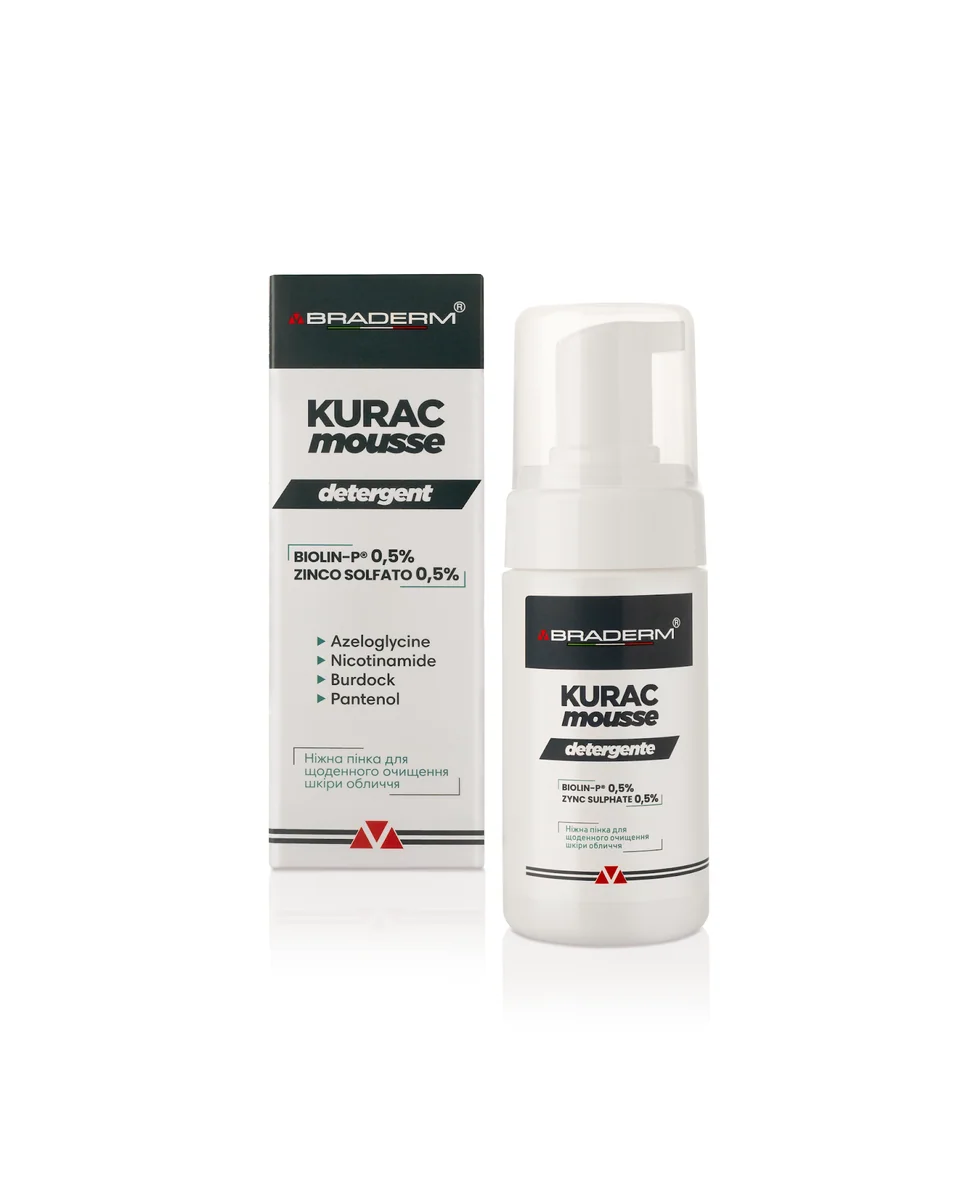 BRADERM®
KURAC
mousse
detergent
BIOLIN-P® 0,5%
ZINCO SOLFATO 0,5%
Azeloglycine
Nicotinamide
Burdock
Pantenol
Ніжна пінка для
щоденного очищення
шкіри обличчя
BRADERM®
KURAC
mousse
detergente
BIOLIN-P® 0,5%
ZYNC SULPHATE 0,5%
Ніжна пінка для
щоденного очищення
шкіри обличчя